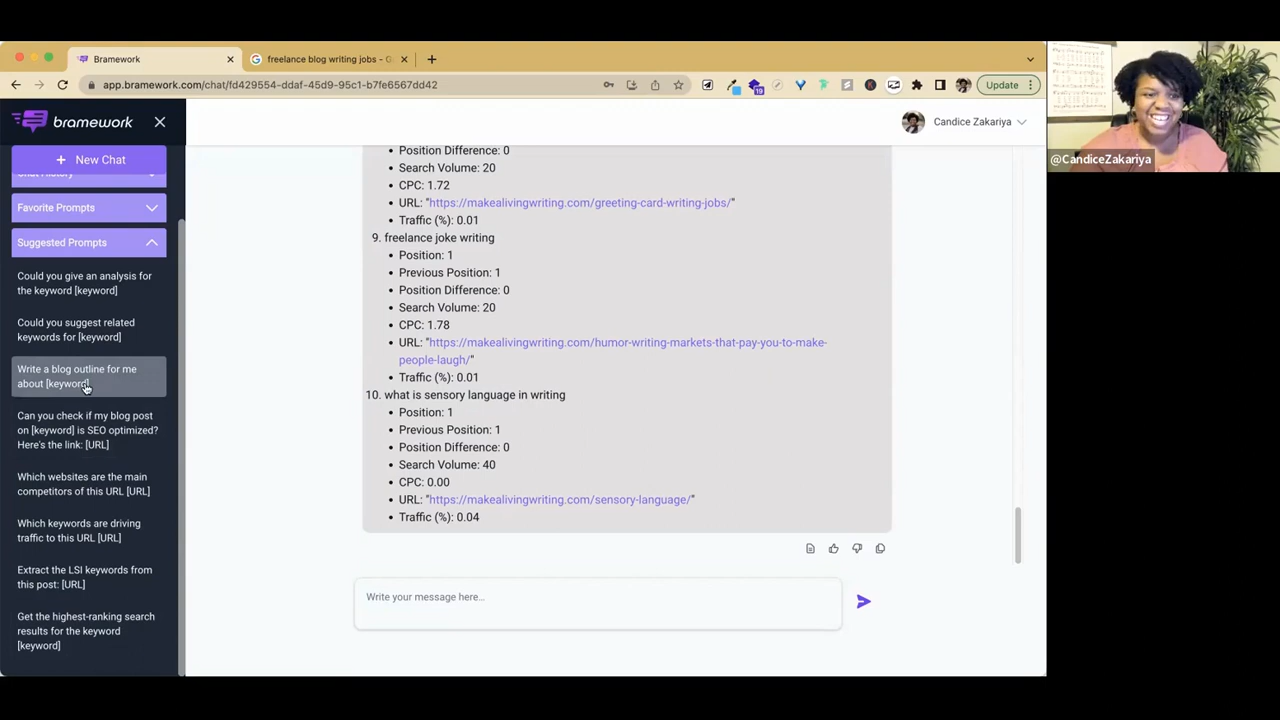 Bramework
freelance blog writing jobs - G
app.bramework.com/chat/fd429554-ddaf-45d9-95c1-b7fe6567dd42
19
Update
bramework
Candice Zakariya
@CandiceZakariya
+ New Chat
Chat History
Favorite Prompts
Suggested Prompts
Could you give an analysis for
the keyword [keyword]
Could you suggest related
keywords for [keyword]
Write a blog outline for me
about [keyword]
Can you check if my blog post
on [keyword] is SEO optimized?
Here's the link: [URL]
Which websites are the main
competitors of this URL [URL]
Which keywords are driving
traffic to this URL [URL]
Extract the LSI keywords from
this post: [URL]
Get the highest-ranking search
results for the keyword
[keyword]
• Position Difference: 0
• Search Volume: 20
• CPC: 1.72
• URL: "https://makealivingwriting.com/greeting-card-writing-jobs/"
• Traffic (%): 0.01
9. freelance joke writing
• Position: 1
• Previous Position: 1
• Position Difference: 0
• Search Volume: 20
• CPC: 1.78
• URL: "https://makealivingwriting.com/humor-writing-markets-that-pay-you-to-make-
people-laugh/"
• Traffic (%): 0.01
10. what is sensory language in writing
• Position: 1
• Previous Position: 1
• Position Difference: 0
• Search Volume: 40
• CPC: 0.00
• URL: "https://makealivingwriting.com/sensory-language/"
• Traffic (%): 0.04
Write your message here...